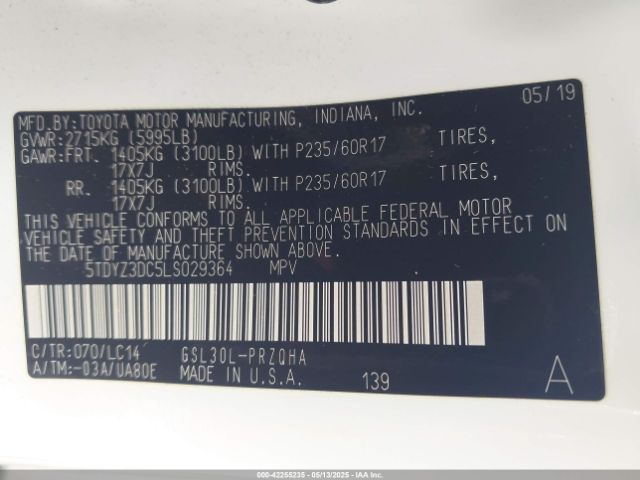 MFD.BY:TOYOTA MOTOR MANUFACTURING, INDIANA, INC. 05/19
GVWR:2715KG (5995LB)
GAWR:FRT. 1405KG (3100LB) WITH P235/60R17 TIRES,
17X7J RIMS.
RR. 1405KG (3100LB) WITH P235/60R17 TIRES,
17X7J RIMS.
THIS VEHICLE CONFORMS TO ALL APPLICABLE FEDERAL MOTOR
VEHICLE SAFETY AND THEFT PREVENTION STANDARDS IN EFFECT ON
THE DATE OF MANUFACTURE SHOWN ABOVE.
5TDYZ3DC5LS029364 MPV
C/TR:070/LC14 GSL30L-PRZQHA
A/TM:-03A/UA80E MADE IN U.S.A. 139 A
000-42255235 - 05/13/2025 - IAA Inc.